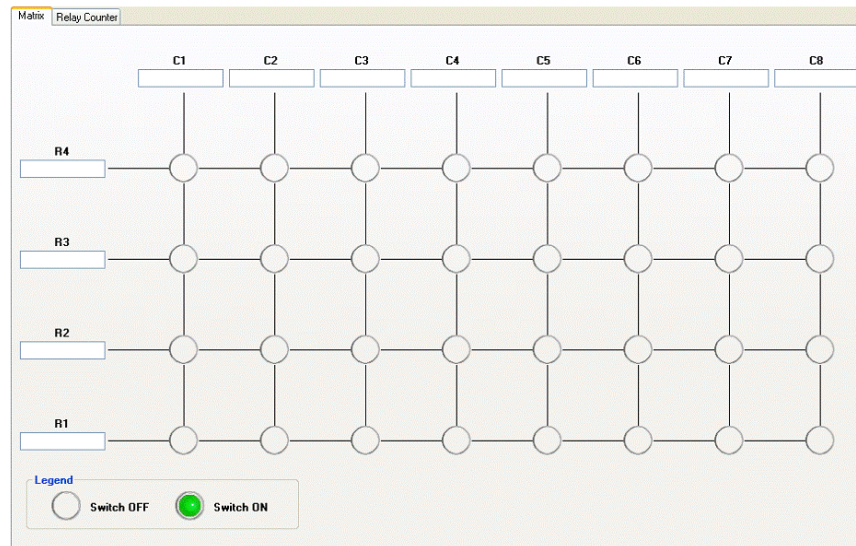 Matrix Relay Counter
C1 C2 C3 C4 C5 C6 C7 C8
R4
R3
R2
R1
Legend
Switch OFF Switch ON